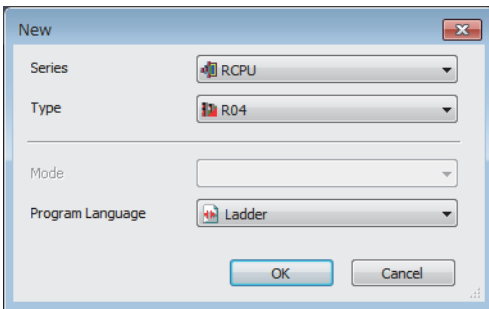 New
Series RCPU
Type R04
Mode
Program Language Ladder
OK Cancel